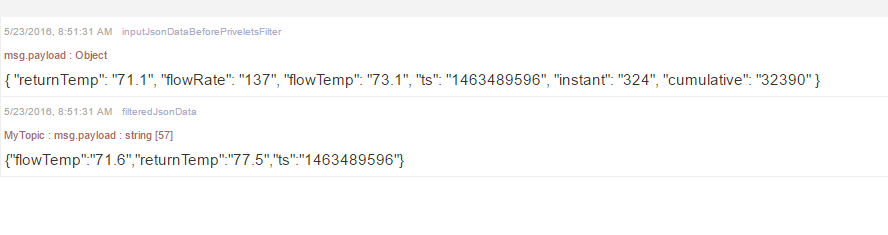 5/23/2016, 8:51:31 AM inputJsonDataBeforePriveletsFilter
msg.payload : Object
{ "returnTemp": "71.1", "flowRate": "137", "flowTemp": "73.1", "ts": "1463489596", "instant": "324", "cumulative": "32390" }
5/23/2016, 8:51:31 AM filteredJsonData
MyTopic : msg.payload : string [57]
{"flowTemp":"71.6","returnTemp":"77.5","ts":"1463489596"}